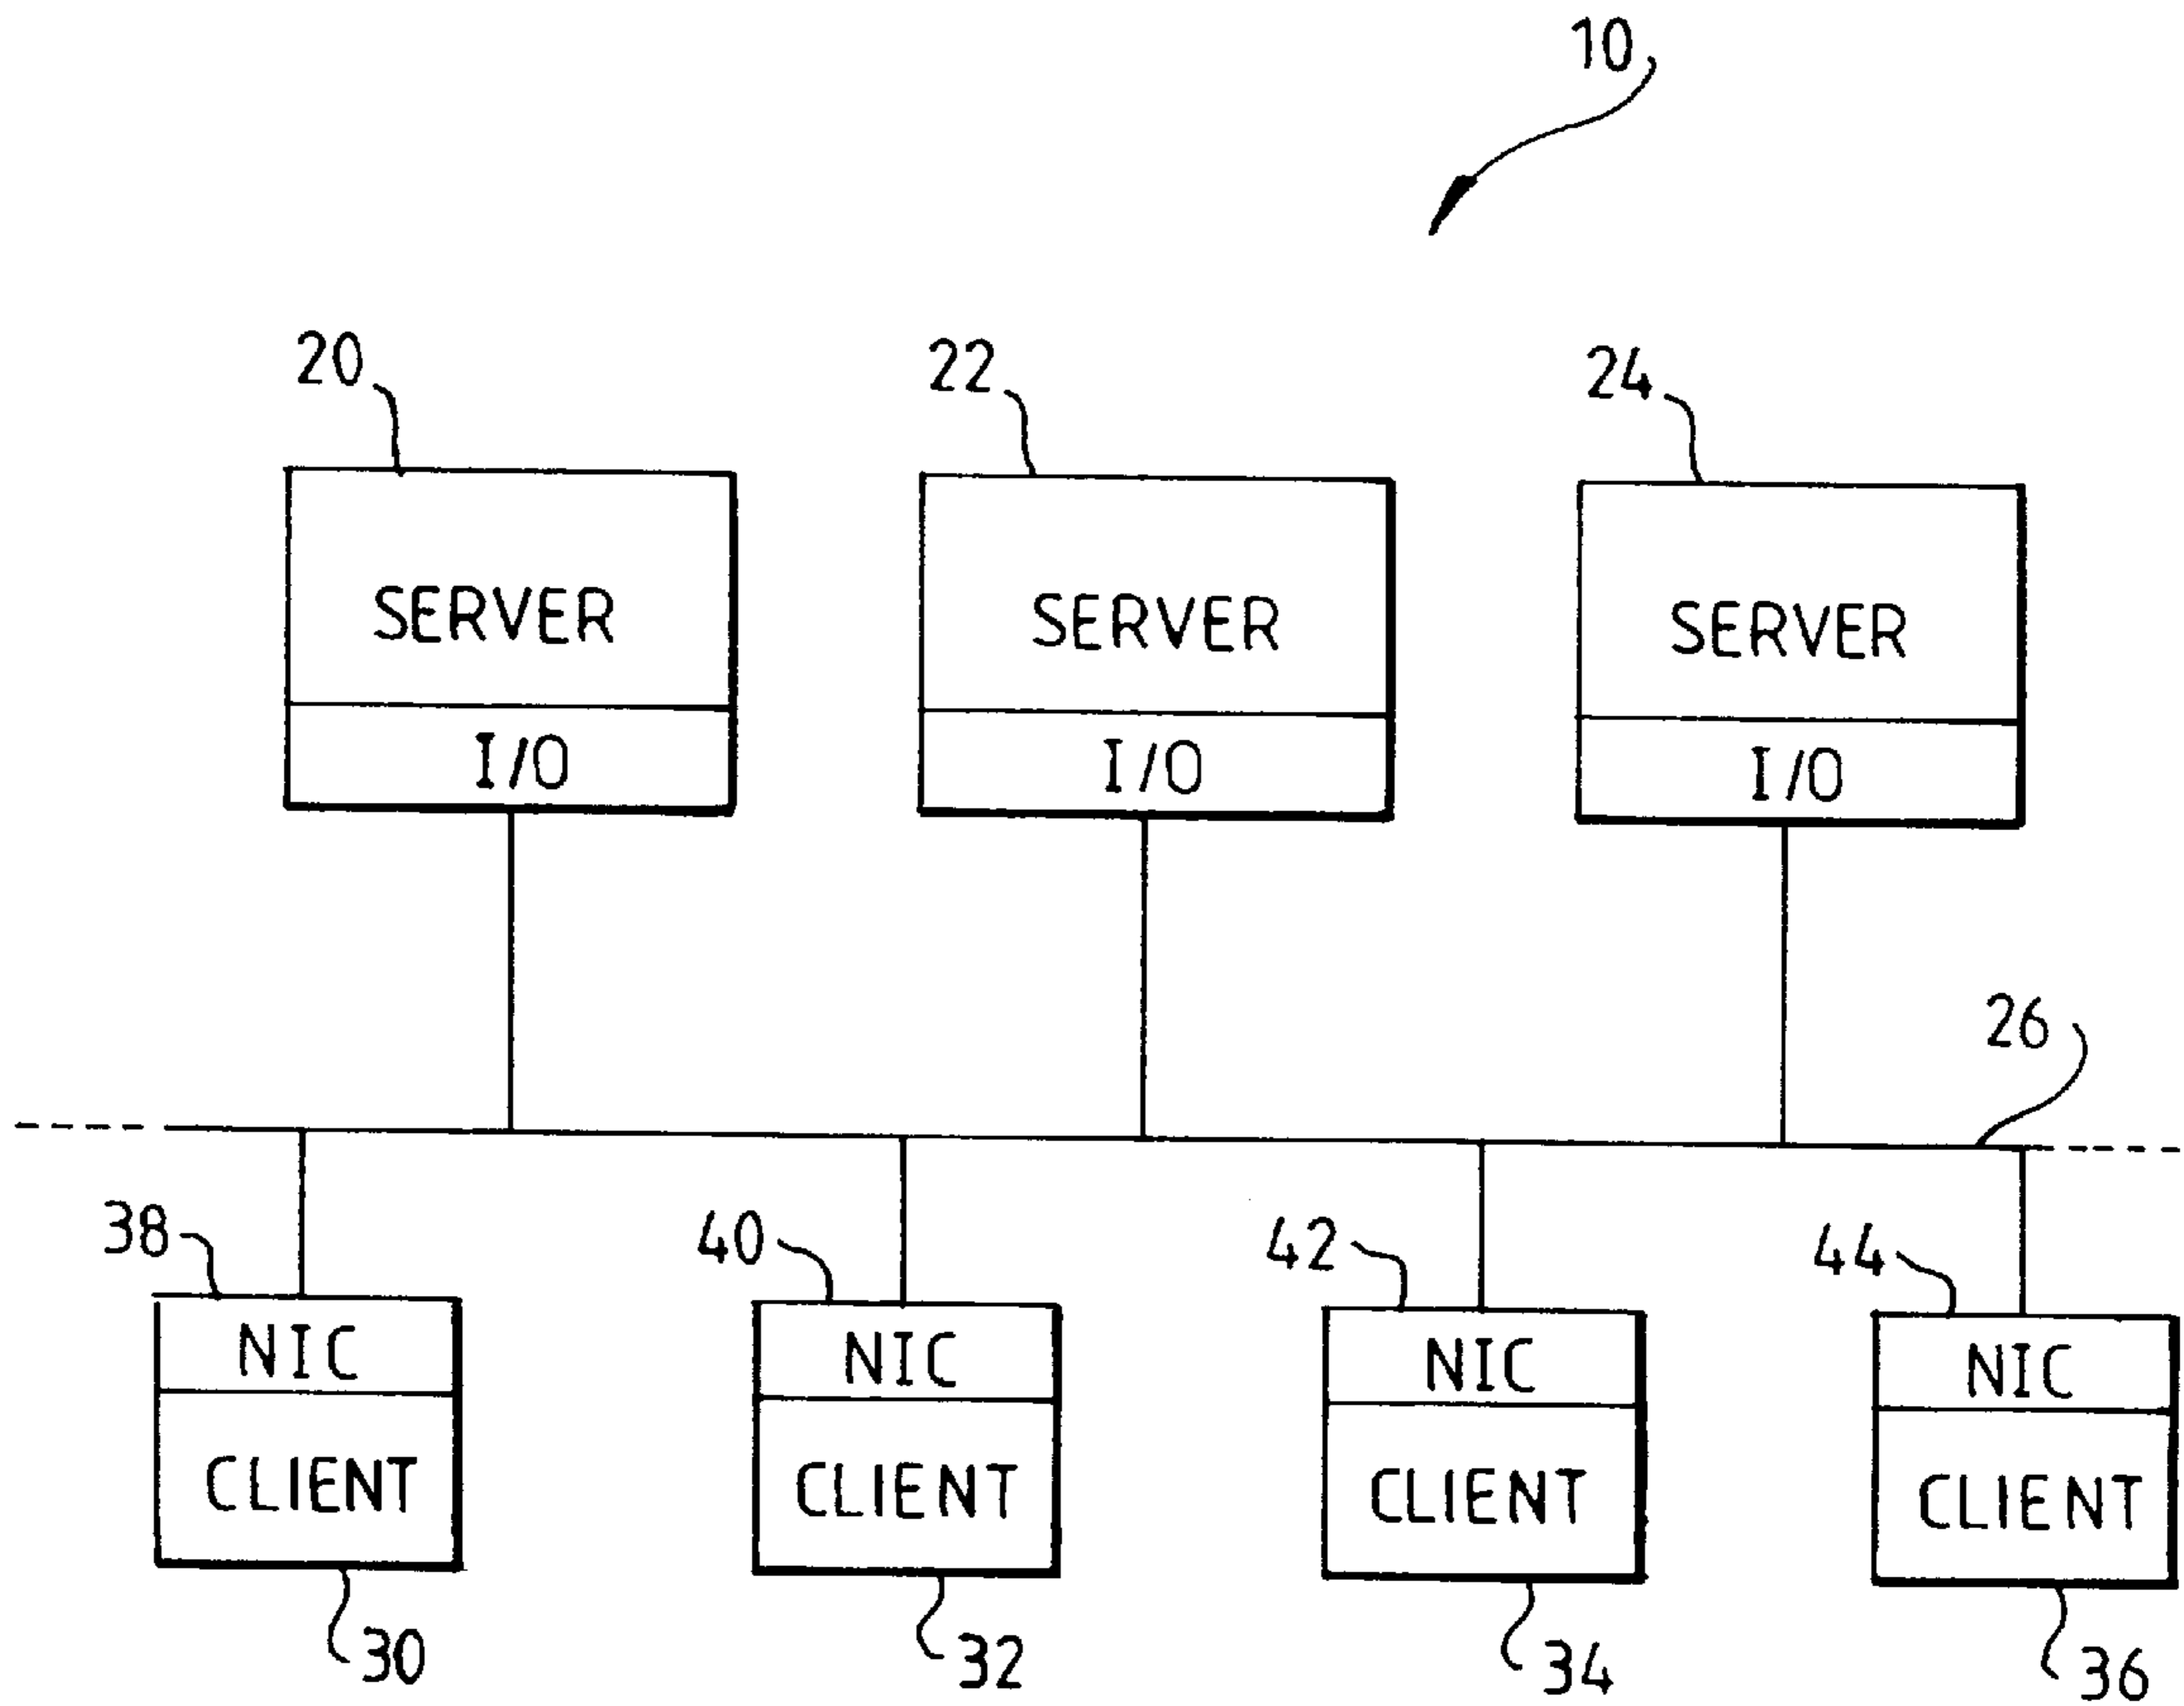 10
20
22
24
SERVER
SERVER
SERVER
I/O
I/O
I/O
26
38
40
42
44
NIC
NIC
NIC
NIC
CLIENT
CLIENT
CLIENT
CLIENT
30
32
34
36